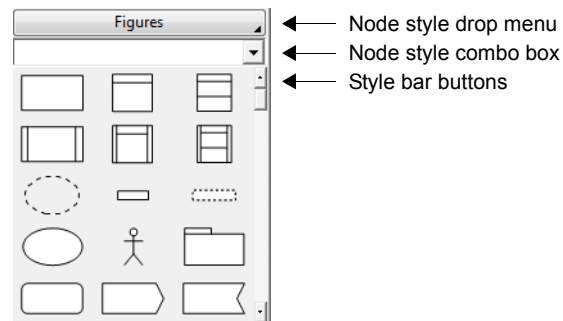 Figures
Node style drop menu
Node style combo box
Style bar buttons